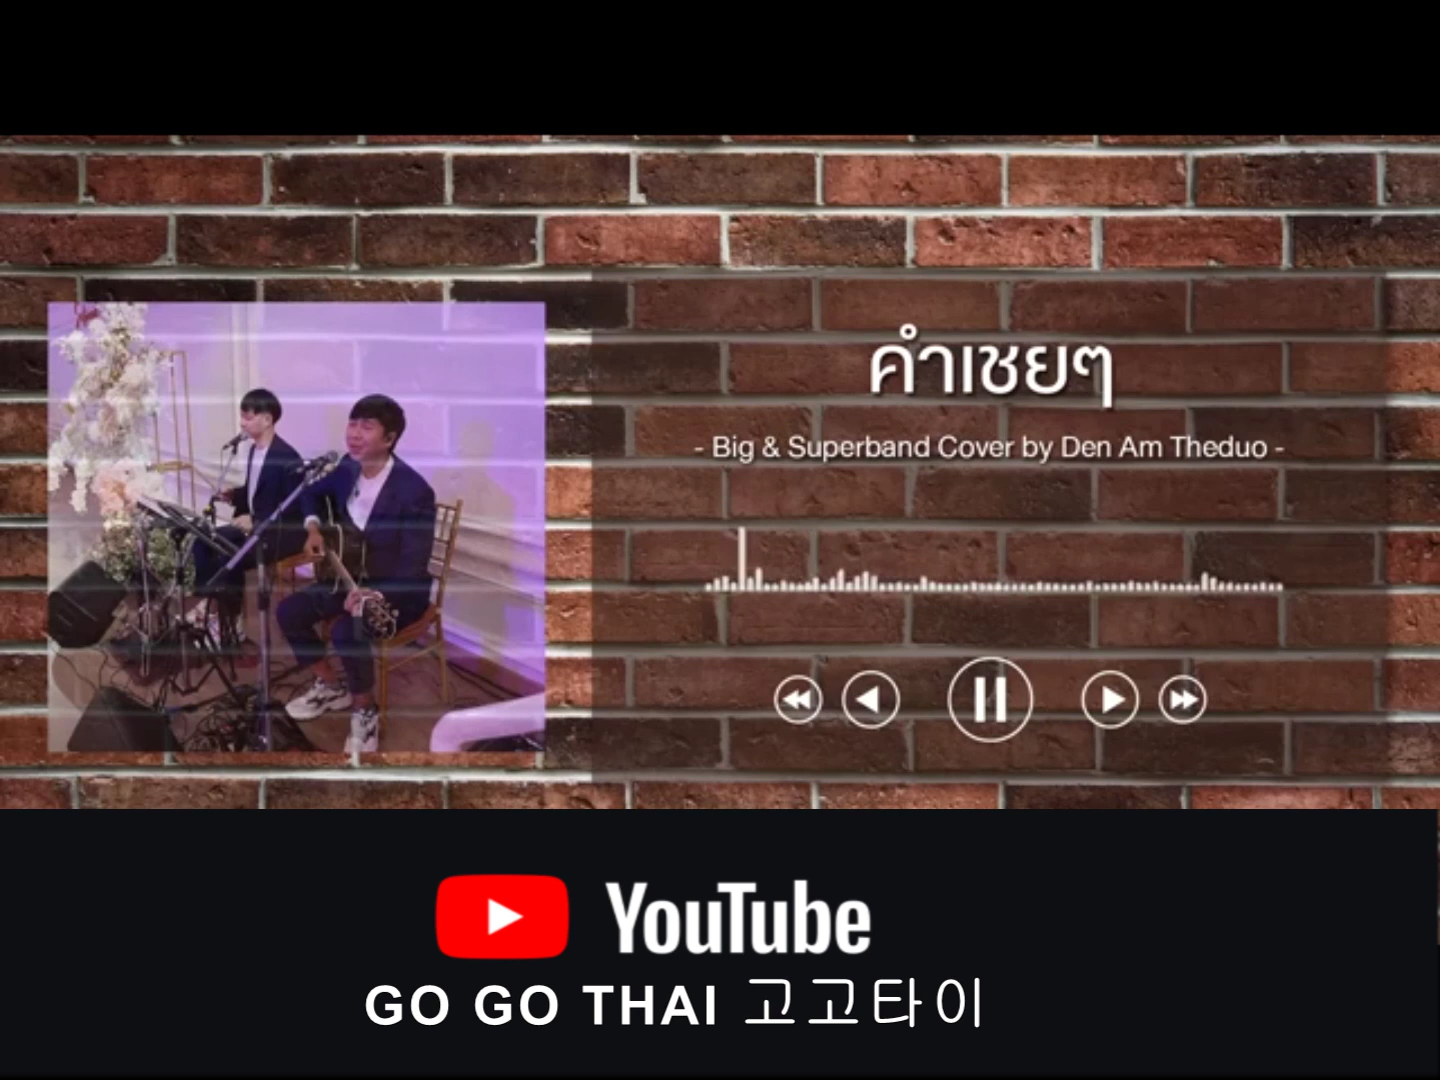 คำเชยๆ
- Big & Superband Cover by Den Am Theduo -
YouTube
GO GO THAI 고고타이